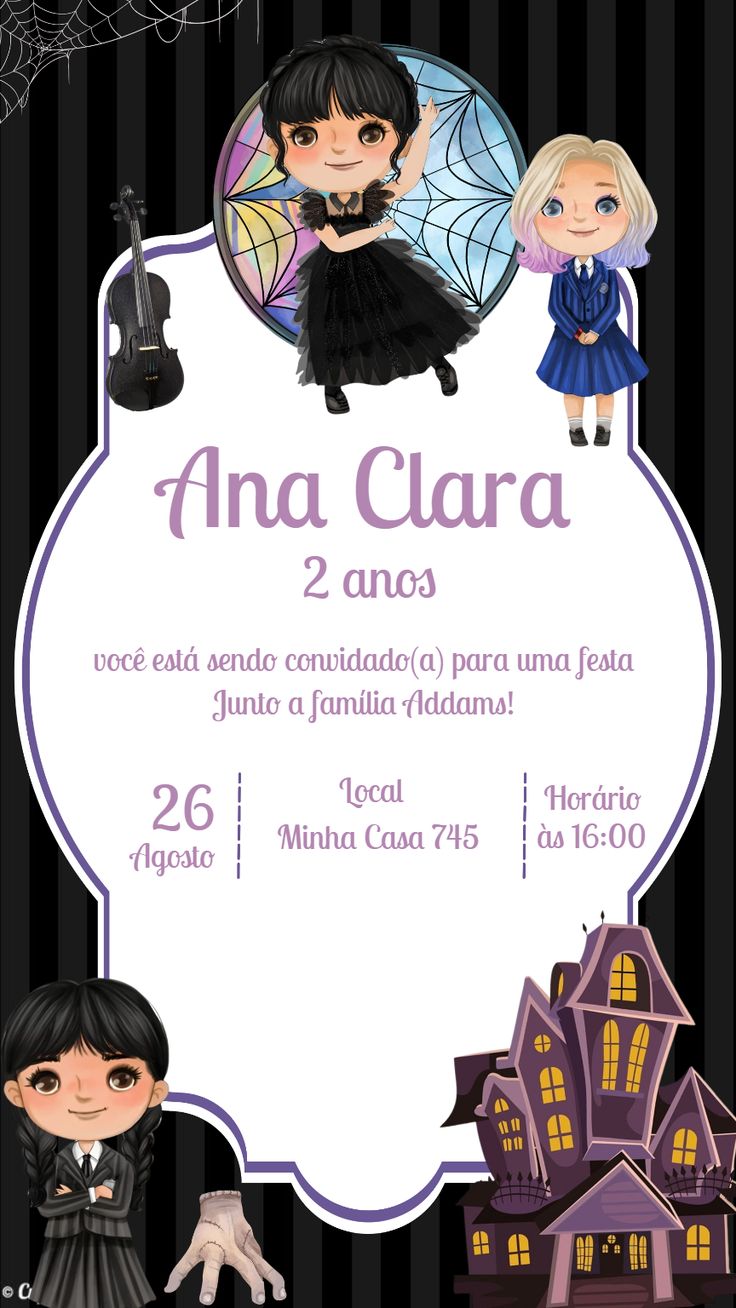 Ana Clara
2 anos
você está sendo convidado(a) para uma festa
Junto a família Addams!
26
Agosto
Local
Minha Casa 745
Horário
às 16:00
©